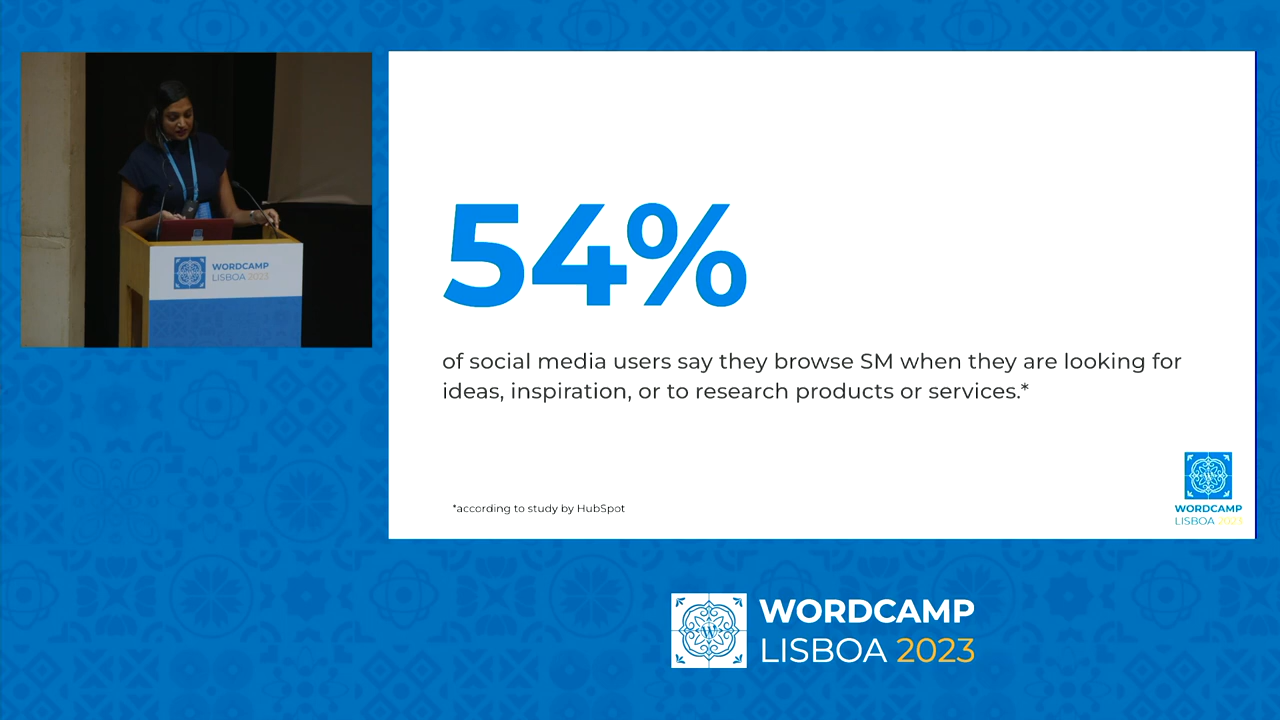 WORDCAMP
LISBOA 2023
54%
of social media users say they browse SM when they are looking for
ideas, inspiration, or to research products or services.*
*according to study by HubSpot
WORDCAMP
LISBOA 2023
WORDCAMP
LISBOA 2023